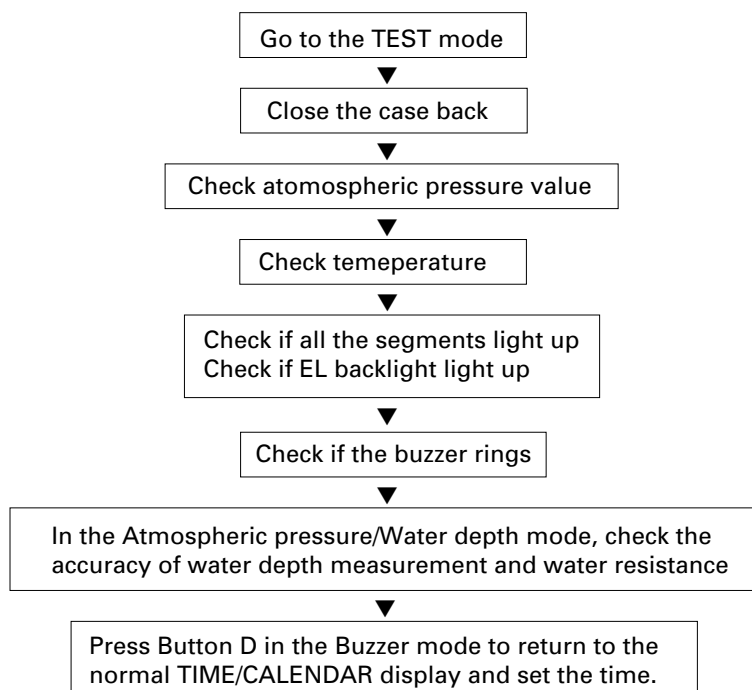 Go to the TEST mode
Close the case back
Check atomospheric pressure value
Check temeperature
Check if all the segments light up
Check if EL backlight light up
Check if the buzzer rings
In the Atmospheric pressure/Water depth mode, check the
accuracy of water depth measurement and water resistance
Press Button D in the Buzzer mode to return to the
normal TIME/CALENDAR display and set the time.